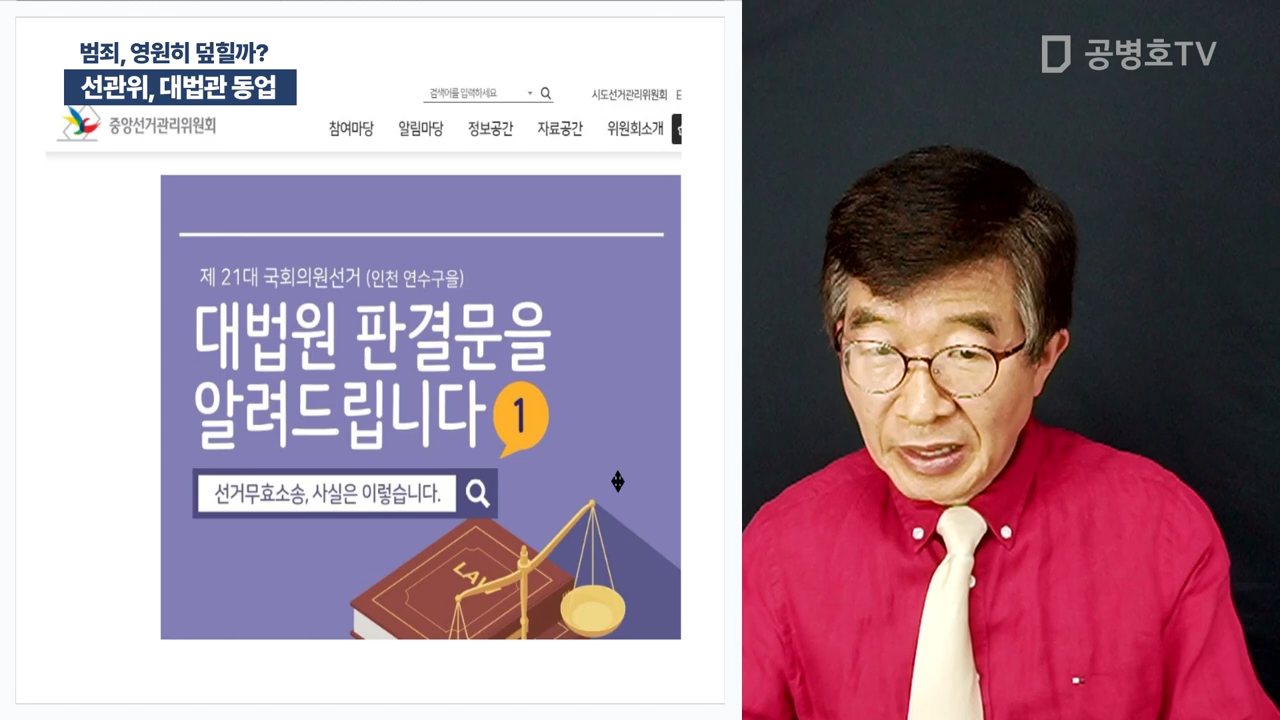 범죄, 영원히 덮힐까?
선관위, 대법관 동업
공병호TV
검색어를 입력하세요
시도선거관리위원회 E
중앙선거관리위원회
참여마당 알림마당 정보공간 자료공간 위원회소개
제 21대 국회의원선거 (인천 연수구을)
대법원 판결문을
알려드립니다 1
선거무효소송, 사실은 이렇습니다.
LAW